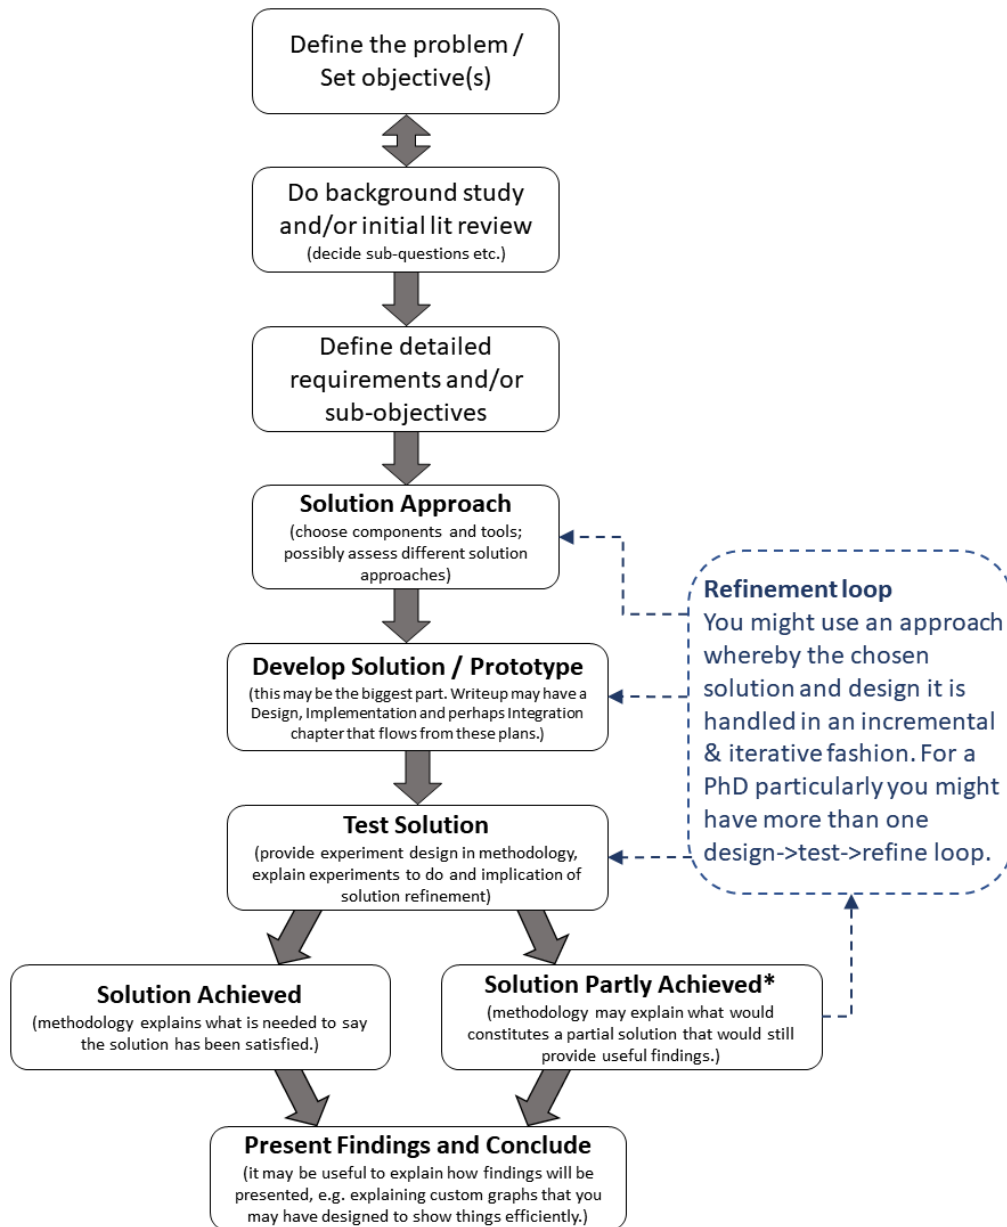 Define the problem /
Set objective(s)
Do background study
and/or initial lit review
(decide sub-questions etc.)
Define detailed
requirements and/or
sub-objectives
Solution Approach
(choose components and tools;
possibly assess different solution
approaches)
Develop Solution / Prototype
(this may be the biggest part. Writeup may have a
Design, Implementation and perhaps Integration
chapter that flows from these plans.)
Test Solution
(provide experiment design in methodology,
explain experiments to do and implication of
solution refinement)
Refinement loop
You might use an approach
whereby the chosen
solution and design it is
handled in an incremental
& iterative fashion. For a
PhD particularly you might
have more than one
design->test->refine loop.
Solution Achieved
(methodology explains what is needed to say
the solution has been satisfied.)
Solution Partly Achieved*
(methodology may explain what would
constitutes a partial solution that would still
provide useful findings.)
Present Findings and Conclude
(it may be useful to explain how findings will be
presented, e.g. explaining custom graphs that you
may have designed to show things efficiently.)